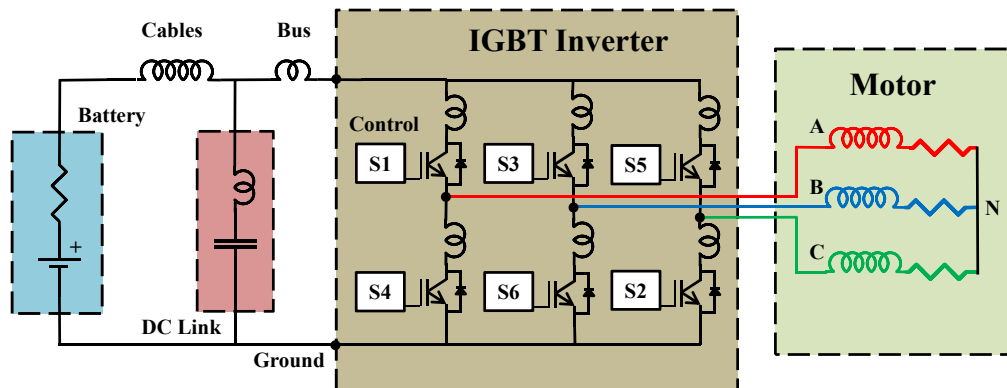 Cables
Bus
IGBT Inverter
Motor
Battery
Control
A
S1
S3
S5
B
N
+
C
S4
S6
S2
DC Link
Ground